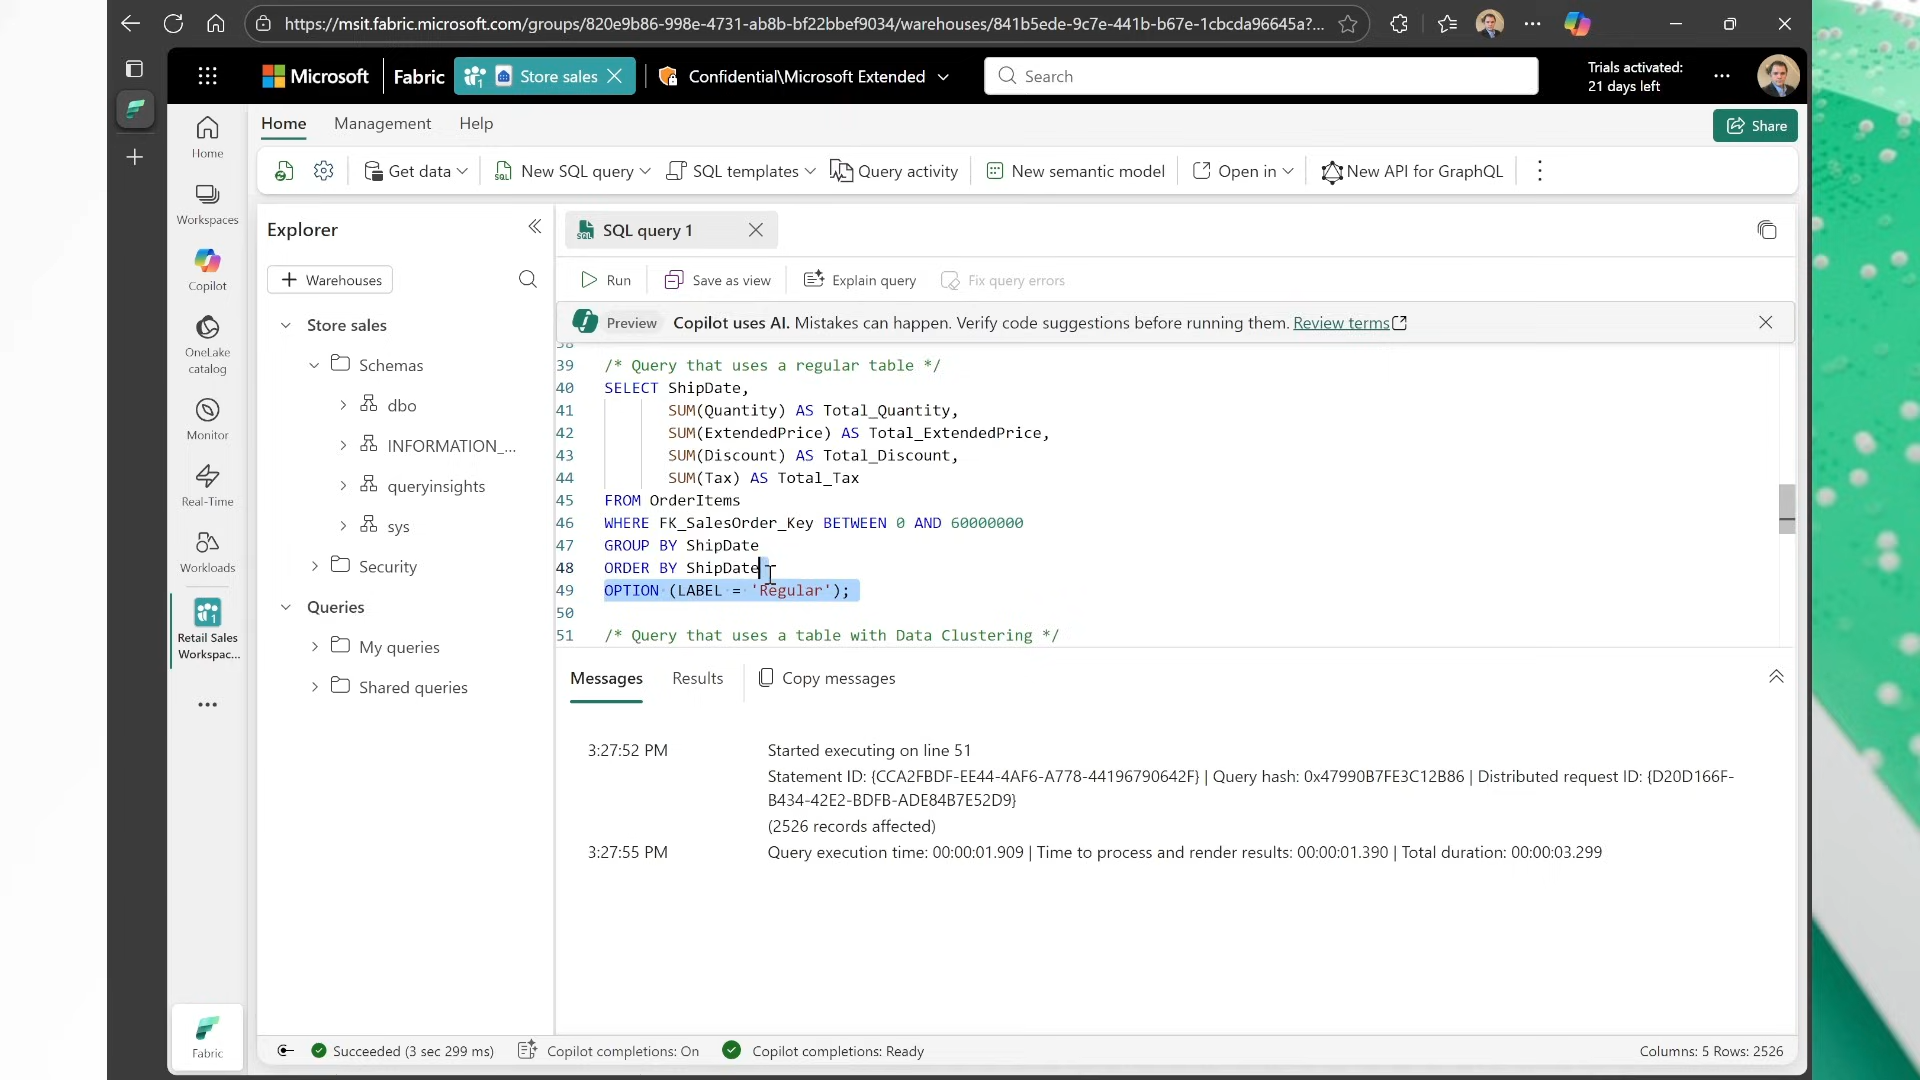 https://msit.fabric.microsoft.com/groups/820e9b86-998e-4731-ab8b-bf22bbef9034/warehouses/841b5ede-9c7e-441b-b67e-1cbcda96645a?...
Microsoft
Fabric
Store sales
Confidential\Microsoft Extended
Search
Trials activated:
21 days left
Home
Management
Help
Share
Get data
New SQL query
SQL templates
Query activity
New semantic model
Open in
New API for GraphQL
Home
Workspaces
Copilot
OneLake
catalog
Monitor
Real-Time
Workloads
Retail Sales
Workspac...
Fabric
Explorer
Warehouses
Store sales
Schemas
dbo
INFORMATION_...
queryinsights
sys
Security
Queries
My queries
Shared queries
SQL query 1
Run
Save as view
Explain query
Fix query errors
Preview
Copilot uses AI. Mistakes can happen. Verify code suggestions before running them. Review terms
38
39 /* Query that uses a regular table */
40 SELECT ShipDate,
41 SUM(Quantity) AS Total_Quantity,
42 SUM(ExtendedPrice) AS Total_ExtendedPrice,
43 SUM(Discount) AS Total_Discount,
44 SUM(Tax) AS Total_Tax
45 FROM OrderItems
46 WHERE FK_SalesOrder_Key BETWEEN 0 AND 60000000
47 GROUP BY ShipDate
48 ORDER BY ShipDate
49 OPTION (LABEL = 'Regular');
50
51 /* Query that uses a table with Data Clustering */
Messages
Results
Copy messages
3:27:52 PM Started executing on line 51
Statement ID: {CCA2FBDF-EE44-4AF6-A778-44196790642F} | Query hash: 0x47990B7FE3C12B86 | Distributed request ID: {D20D166F-
B434-42E2-BDFB-ADE84B7E52D9}
(2526 records affected)
3:27:55 PM Query execution time: 00:00:01.909 | Time to process and render results: 00:00:01.390 | Total duration: 00:00:03.299
Succeeded (3 sec 299 ms)
Copilot completions: On
Copilot completions: Ready
Columns: 5 Rows: 2526